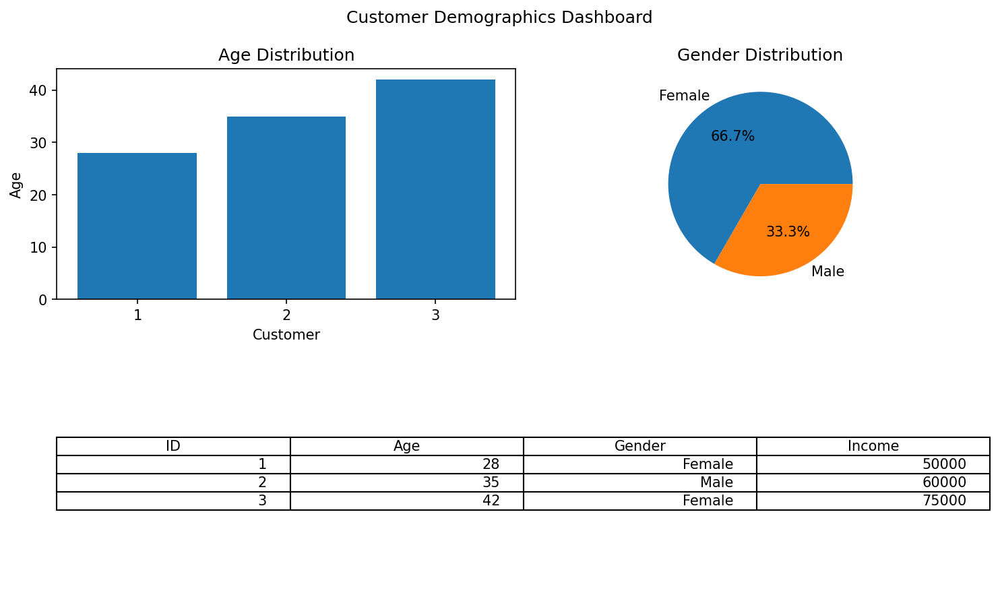 Customer Demographics Dashboard
Age Distribution
40
30
20
10
0
Age
1 2 3
Customer
Gender Distribution
Female
66.7%
33.3%
Male
ID Age Gender Income
1 28 Female 50000
2 35 Male 60000
3 42 Female 75000